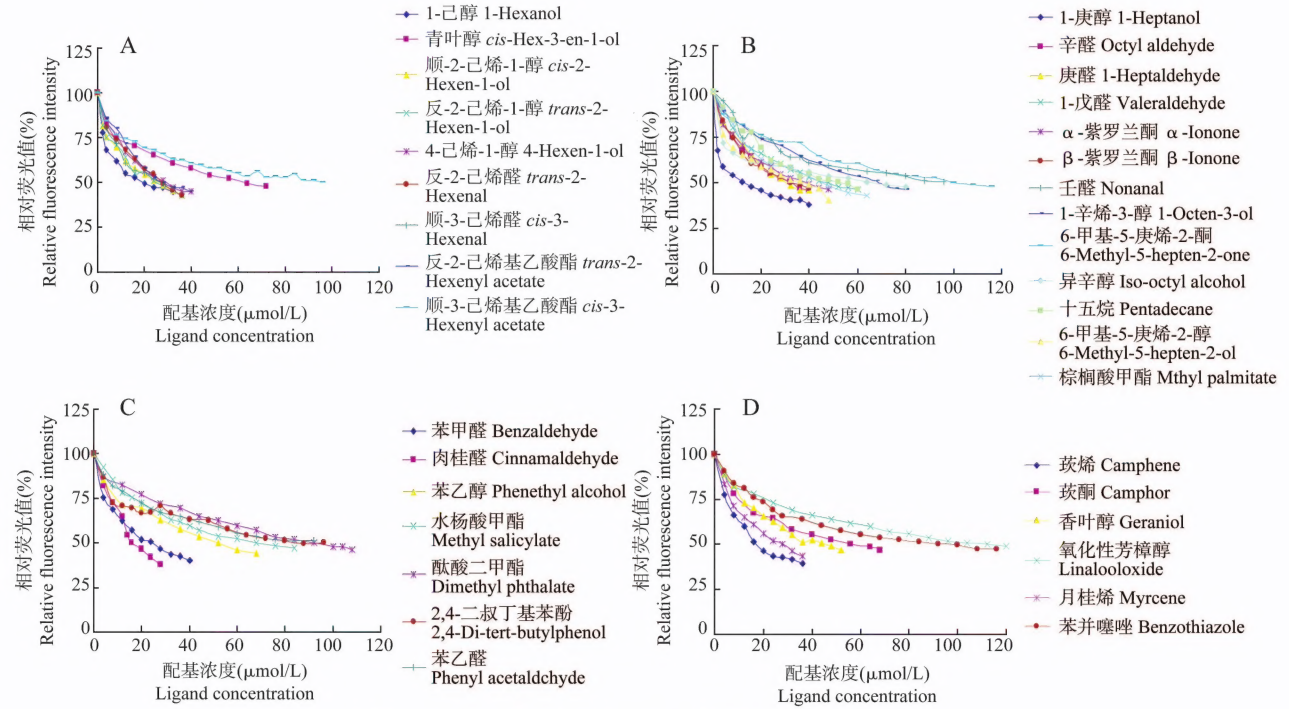 A
125
100
75
50
25
0
0 20 40 60 80 100 120
相对荧光值(%)
Relative fluorescence intensity
配基浓度(μmol/L)
Ligand concentration
1-己醇 1-Hexanol
青叶醇 cis-Hex-3-en-1-ol
顺-2-己烯-1-醇 cis-2-
Hexen-1-ol
反-2-己烯-1-醇 trans-2-
Hexen-1-ol
4-己烯-1-醇 4-Hexen-1-ol
反-2-己烯醛 trans-2-
Hexenal
顺-3-己烯醛 cis-3-
Hexenal
反-2-己烯基乙酸酯 trans-2-
Hexenyl acetate
顺-3-己烯基乙酸酯 cis-3-
Hexenyl acetate
B
125
100
75
50
25
0
0 20 40 60 80 100 120
相对荧光值(%)
Relative fluorescence intensity
配基浓度(μmol/L)
Ligand concentration
1-庚醇 1-Heptanol
辛醛 Octyl aldehyde
庚醛 1-Heptaldehyde
1-戊醛 Valeraldehyde
α-紫罗兰酮 α-Ionone
β-紫罗兰酮 β-Ionone
壬醛 Nonanal
1-辛烯-3-醇 1-Octen-3-ol
6-甲基-5-庚烯-2-酮
6-Methyl-5-hepten-2-one
异辛醇 Iso-octyl alcohol
十五烷 Pentadecane
6-甲基-5-庚烯-2-醇
6-Methyl-5-hepten-2-ol
棕榈酸甲酯 Mthyl palmitate
C
125
100
75
50
25
0
0 20 40 60 80 100 120
相对荧光值(%)
Relative fluorescence intensity
配基浓度(μmol/L)
Ligand concentration
苯甲醛 Benzaldehyde
肉桂醛 Cinnamaldehyde
苯乙醇 Phenethyl alcohol
水杨酸甲酯
Methyl salicylate
酞酸二甲酯
Dimethyl phthalate
2,4-二叔丁基苯酚
2,4-Di-tert-butylphenol
苯乙醛
Phenyl acetaldchyde
D
125
100
75
50
25
0
0 20 40 60 80 100 120
相对荧光值(%)
Relative fluorescence intensity
配基浓度(μmol/L)
Ligand concentration
莰烯 Camphene
莰酮 Camphor
香叶醇 Geraniol
氧化性芳樟醇
Linalooloxide
月桂烯 Myrcene
苯并噻唑 Benzothiazole